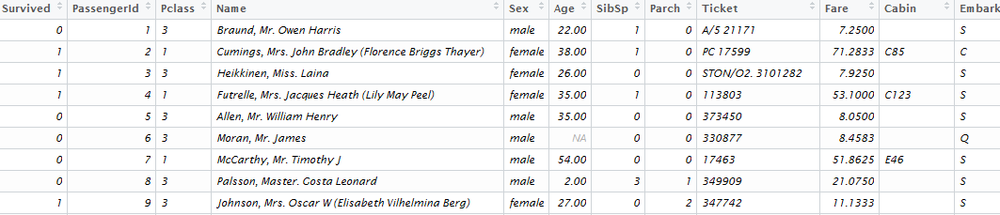 Survived PassengerId Pclass Name Sex Age SibSp Parch Ticket Fare Cabin Embark
0 1 3 Braund, Mr. Owen Harris male 22.00 1 0 A/5 21171 7.2500 S
1 2 1 Cumings, Mrs. John Bradley (Florence Briggs Thayer) female 38.00 1 0 PC 17599 71.2833 C85 C
1 3 3 Heikkinen, Miss. Laina female 26.00 0 0 STON/O2. 3101282 7.9250 S
1 4 1 Futrelle, Mrs. Jacques Heath (Lily May Peel) female 35.00 1 0 113803 53.1000 C123 S
0 5 3 Allen, Mr. William Henry male 35.00 0 0 373450 8.0500 S
0 6 3 Moran, Mr. James male NA 0 0 330877 8.4583 Q
0 7 1 McCarthy, Mr. Timothy J male 54.00 0 0 17463 51.8625 E46 S
0 8 3 Palsson, Master. Costa Leonard male 2.00 3 1 349909 21.0750 S
1 9 3 Johnson, Mrs. Oscar W (Elisabeth Vilhelmina Berg) female 27.00 0 2 347742 11.1333 S